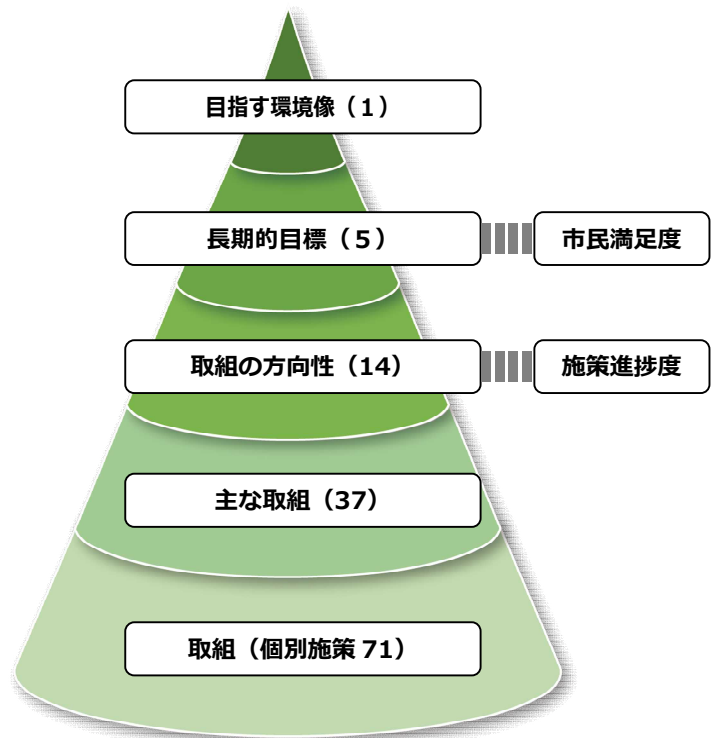 目指す環境像（１）
長期的目標（５）
市民満足度
取組の方向性（14）
施策進捗度
主な取組（37）
取組（個別施策 71）